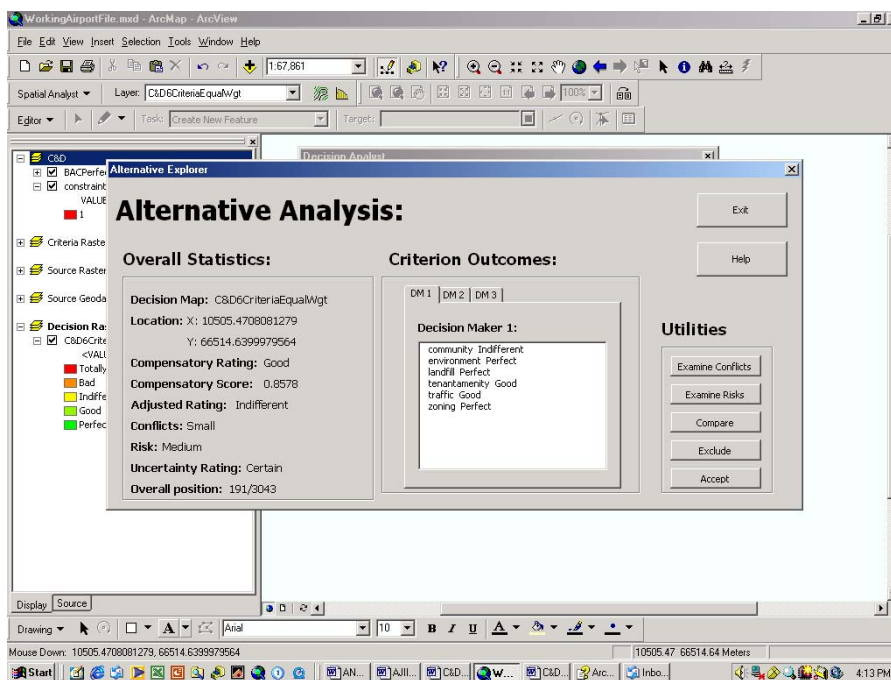 WorkingAirportFile.mxd - ArcMap - ArcView
File Edit View Insert Selection Tools Window Help
1:67,861
Spatial Analyst Layer: C&D6CriteriaEqualWgt 100%
Editor Task: Create New Feature Target:
Decision Analyst
C&D
BACPerfe
constraint
VALUE
1
Criteria Raste
Source Raster
Source Geoda
Decision Ra
C&D6Crite
<VALU
Totally
Bad
Indiffe
Good
Perfec
Alternative Explorer
Alternative Analysis:
Exit
Help
Overall Statistics:
Decision Map: C&D6CriteriaEqualWgt
Location: X: 10505.4708081279
Y: 66514.6399979564
Compensatory Rating: Good
Compensatory Score: 0.8578
Adjusted Rating: Indifferent
Conflicts: Small
Risk: Medium
Uncertainty Rating: Certain
Overall position: 191/3043
Criterion Outcomes:
DM 1 DM 2 DM 3
Decision Maker 1:
community Indifferent
environment Perfect
landfill Perfect
tenantamenity Good
traffic Good
zoning Perfect
Utilities
Examine Conflicts
Examine Risks
Compare
Exclude
Accept
Display Source
Drawing A Arial 10 B I U A
Mouse Down: 10505.4708081279, 66514.6399979564 10505.47 66514.64 Meters
Start AN... AJII... C&D... W... C&D... Arc... Inbo... 4:13 PM